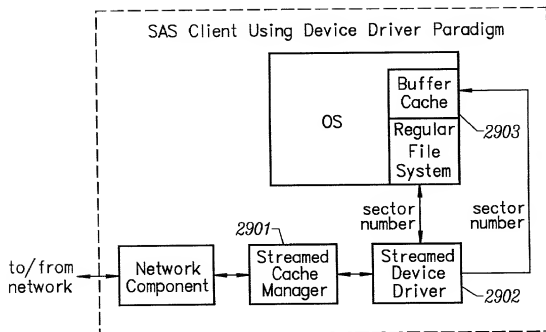 SAS Client Using Device Driver Paradigm
OS
Buffer
Cache
Regular
File
System
2903
sector
number
sector
number
2901
to/from
network
Network
Component
Streamed
Cache
Manager
Streamed
Device
Driver
2902